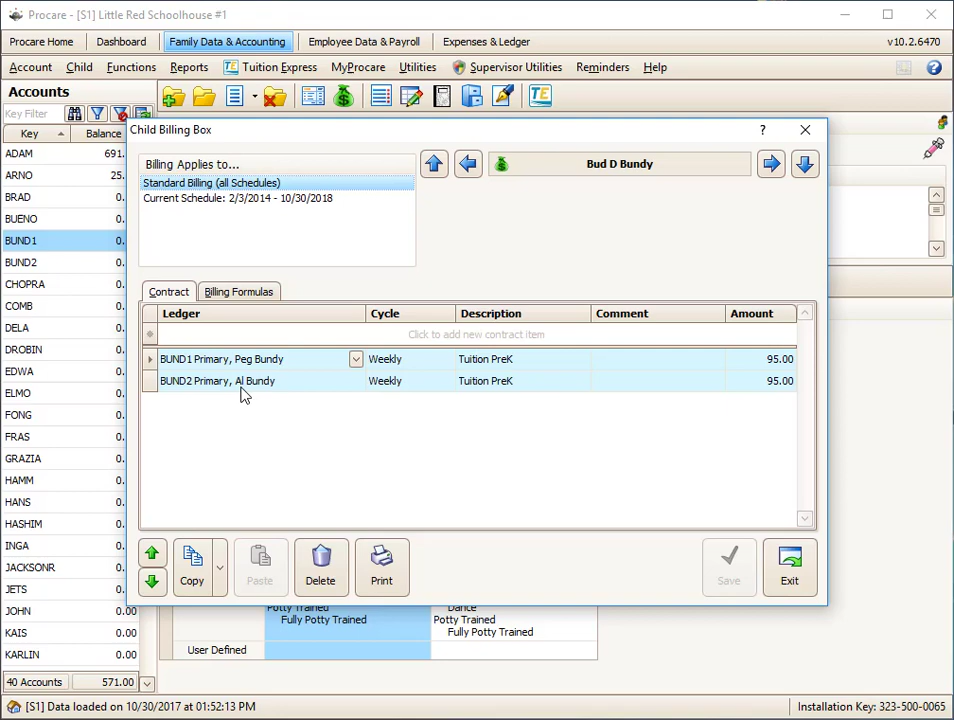 Procare - [S1] Little Red Schoolhouse #1
Procare Home Dashboard Family Data & Accounting Employee Data & Payroll Expenses & Ledger v10.2.6470
Account Child Functions Reports Tuition Express MyProcare Utilities Supervisor Utilities Reminders Help
Accounts
TE
Key Filter
Key Balance
ADAM 691.
ARNO 25.
BRAD 0.
BUENO 0.
BUND1 0.
BUND2 0.
CHOPRA 0.
COMB 0.
DELA 0.
DROBIN 0.
EDWA 0.
ELMO 0.
FONG 0.
FRAS 0.
GRAZIA 0.
HAMM 0.
HANS 0.
HASHIM 0.
INGA 0.
JACKSONR 0.
JETS 0.
JOHN 0.00
KAIS 0.00
KARLIN 0.00
40 Accounts 571.00
Child Billing Box
Billing Applies to...
Bud D Bundy
Standard Billing (all Schedules)
Current Schedule: 2/3/2014 - 10/30/2018
Contract Billing Formulas
Ledger Cycle Description Comment Amount
Click to add new contract item
BUND1 Primary, Peg Bundy Weekly Tuition PreK 95.00
BUND2 Primary, Al Bundy Weekly Tuition PreK 95.00
Copy Paste Delete Print Save Exit
Potty Trained Dance
Fully Potty Trained Potty Trained
Fully Potty Trained
User Defined
[S1] Data loaded on 10/30/2017 at 01:52:13 PM Installation Key: 323-500-0065